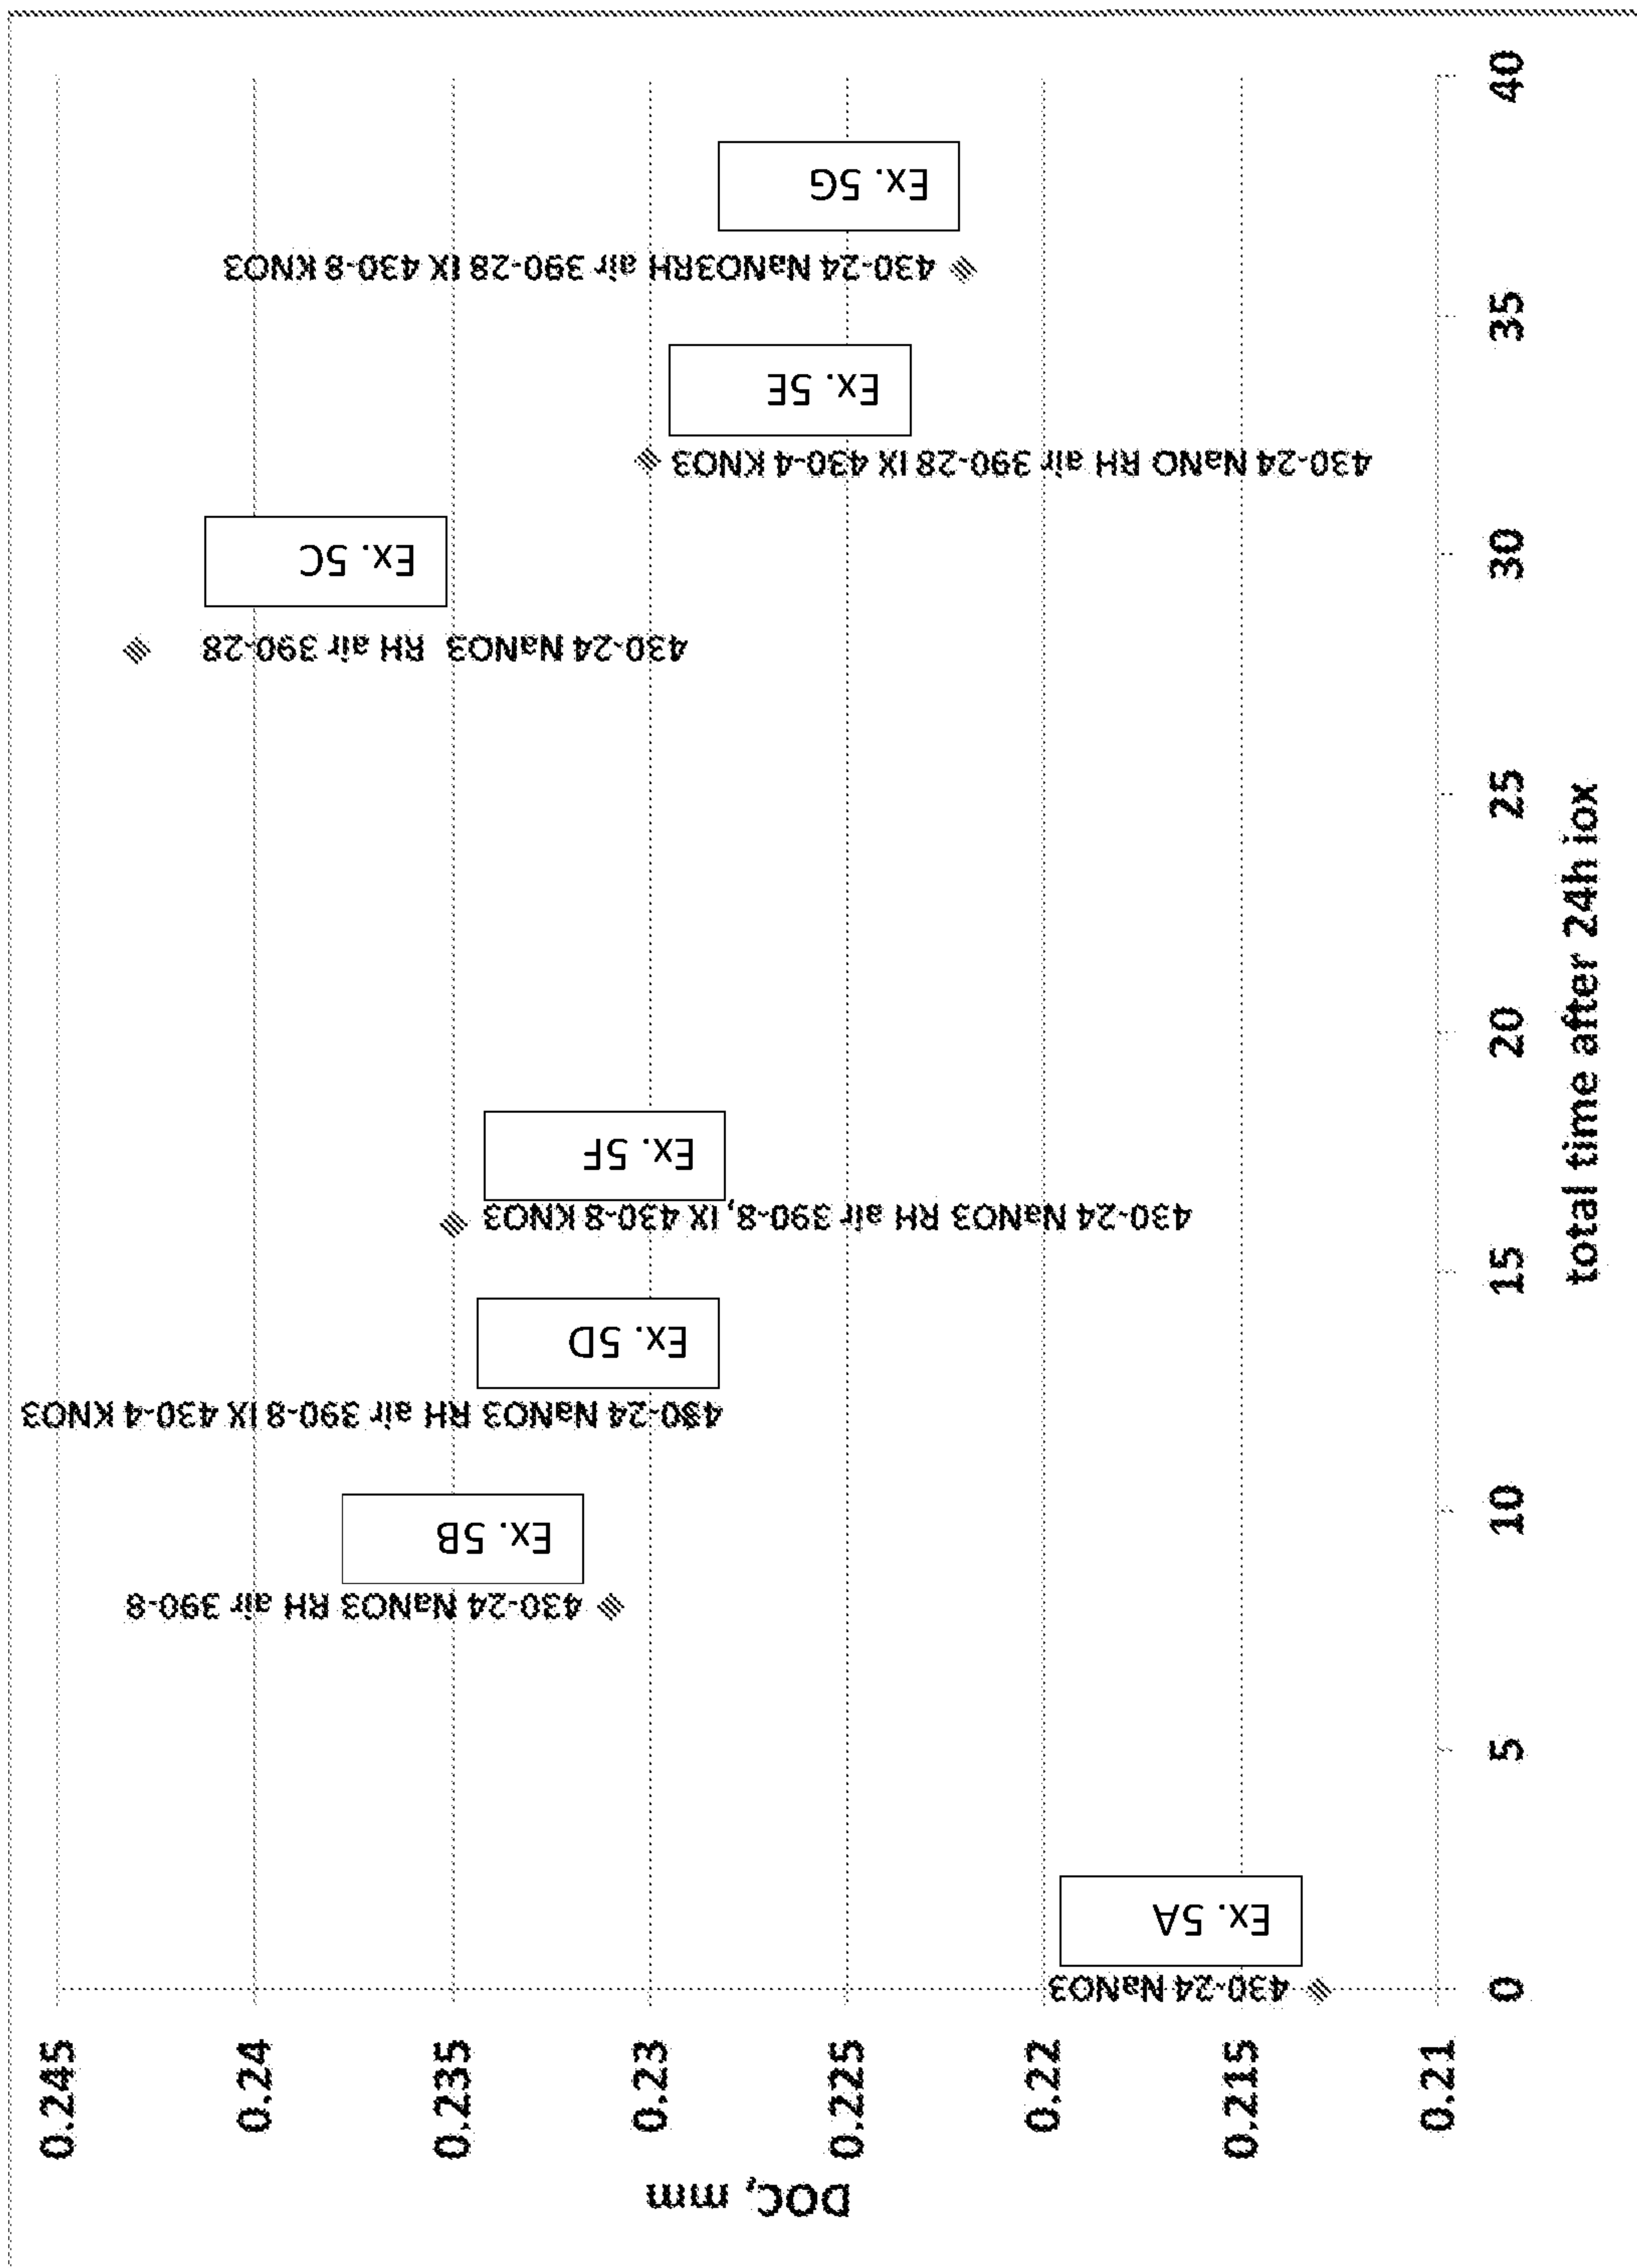 DOC, mm
0.245
0.24
0.235
0.23
0.225
0.22
0.215
0.21
430-24 NaNO3
Ex. 5A
430-24 NaNO3 RH air 390-8
Ex. 5B
430-24 NaNO3 RH air 390-8 IX 430-4 KNO3
Ex. 5D
430-24 NaNO3 RH air 390-8, IX 430-8 KNO3
Ex. 5F
430-24 NaNO3 RH air 390-28
Ex. 5C
430-24 NaNO RH air 390-28 IX 430-4 KNO3
Ex. 5E
430-24 NaNO3RH air 390-28 IX 430-8 KNO3
Ex. 5G
0
5
10
15
20
25
30
35
40
total time after 24h iox